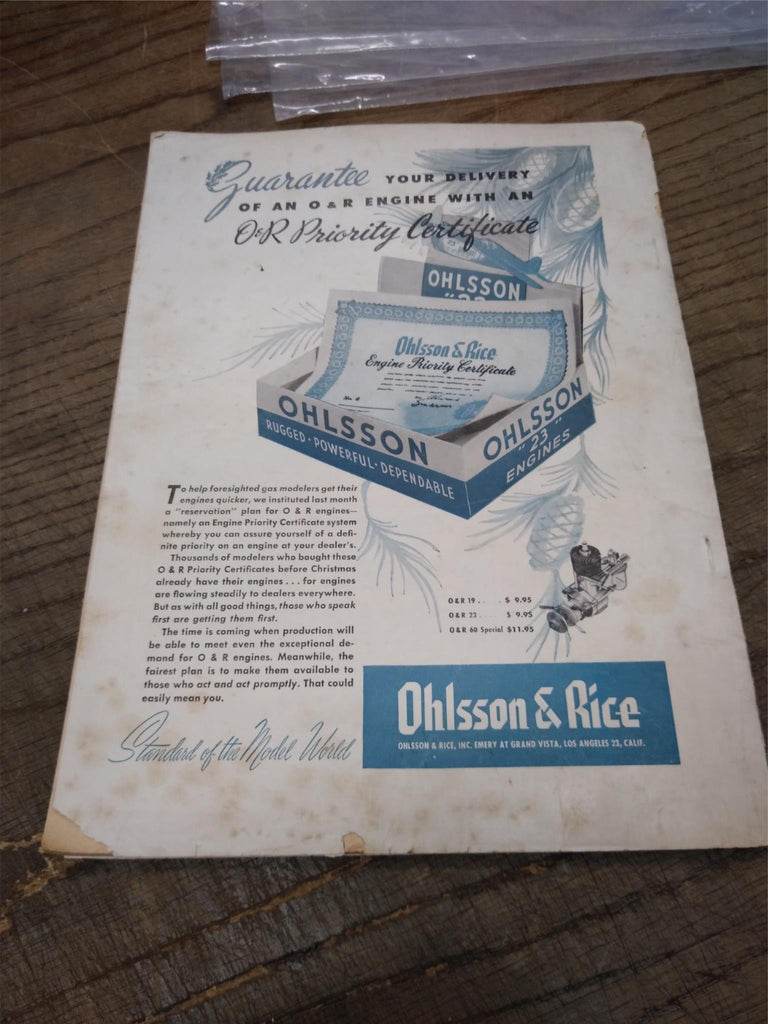 Guarantee YOUR DELIVERY
OF AN O & R ENGINE WITH AN
O&R Priority Certificate
OHLSSON
"23
Ohlsson & Rice
Engine Priority Certificate
OHLSSON
RUGGED · POWERFUL · DEPENDABLE
OHLSSON
"23"
ENGINES
To help foresighted gas modelers get their
engines quicker, we instituted last month
a "reservation" plan for O & R engines—
namely an Engine Priority Certificate system
whereby you can assure yourself of a defi-
nite priority on an engine at your dealer's.
Thousands of modelers who bought these
O & R Priority Certificates before Christmas
already have their engines . . . for engines
are flowing steadily to dealers everywhere.
But as with all good things, those who speak
first are getting them first.
The time is coming when production will
be able to meet even the exceptional de-
mand for O & R engines. Meanwhile, the
fairest plan is to make them available to
those who act and act promptly. That could
easily mean you.
O&R 19 . . . . $ 9.95
O&R 23 . . . . $ 9.95
O&R 60 Special $11.95
Standard of the Model World
Ohlsson & Rice
OHLSSON & RICE, INC. EMERY AT GRAND VISTA, LOS ANGELES 23, CALIF.